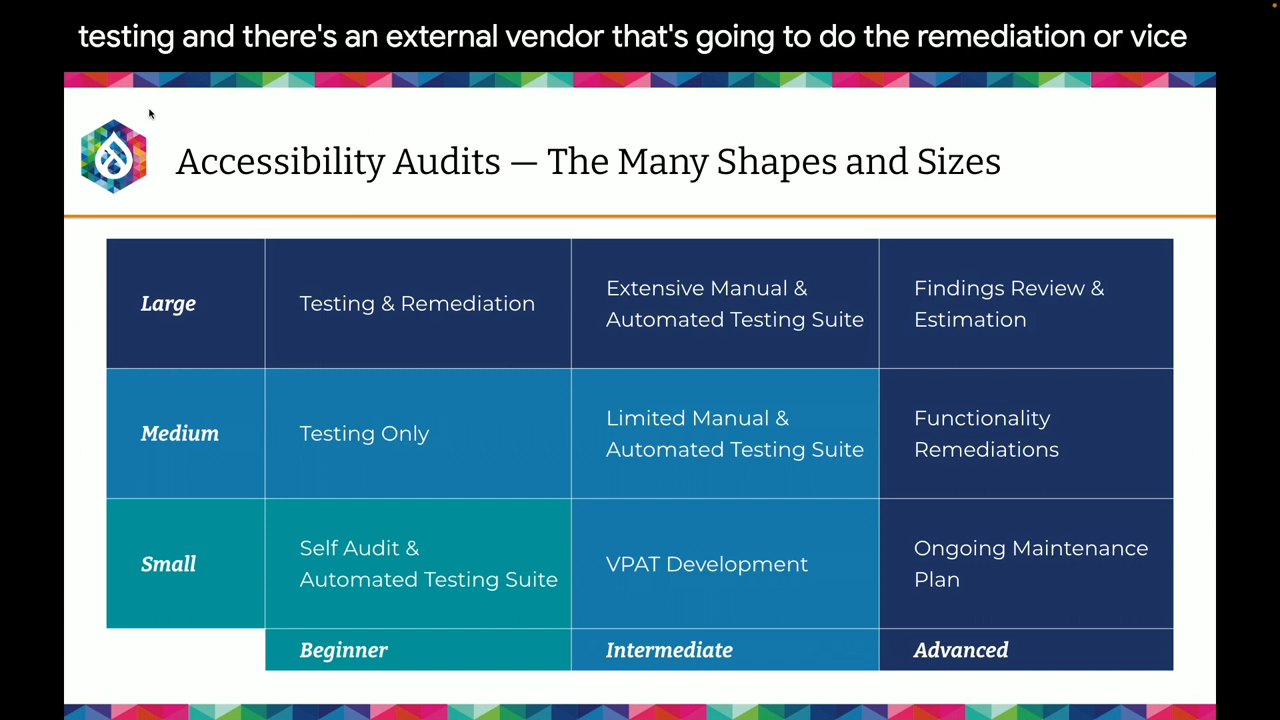 testing and there's an external vendor that's going to do the remediation or vice
Accessibility Audits — The Many Shapes and Sizes
Large
Testing & Remediation
Extensive Manual &
Automated Testing Suite
Findings Review &
Estimation
Medium
Testing Only
Limited Manual &
Automated Testing Suite
Functionality
Remediations
Small
Self Audit &
Automated Testing Suite
VPAT Development
Ongoing Maintenance
Plan
Beginner
Intermediate
Advanced